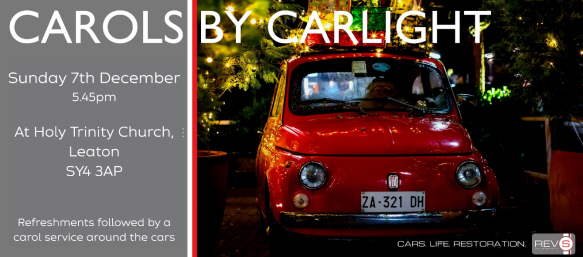 CAROLS BY CARLIGHT
Sunday 7th December
5.45pm
At Holy Trinity Church,
Leaton
SY4 3AP
Refreshments followed by a
carol service around the cars
ZA-321 DH
CARS. LIFE. RESTORATION.
REVS